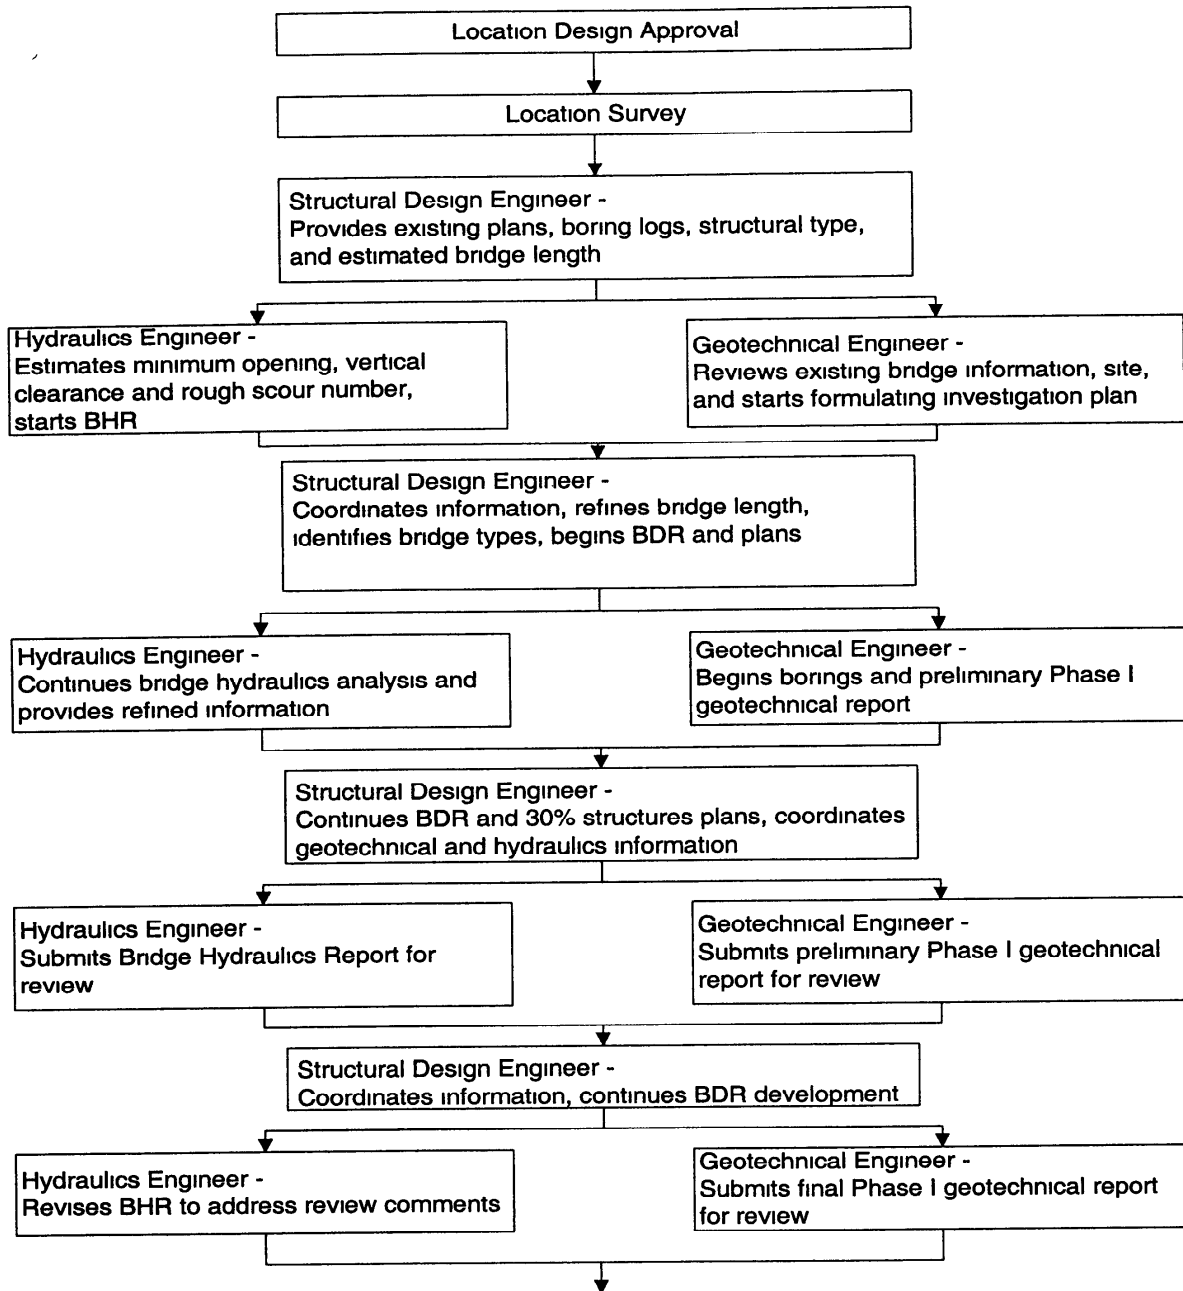 Location Design Approval
Location Survey
Structural Design Engineer -
Provides existing plans, boring logs, structural type,
and estimated bridge length
Hydraulics Engineer -
Estimates minimum opening, vertical
clearance and rough scour number,
starts BHR
Geotechnical Engineer -
Reviews existing bridge information, site,
and starts formulating investigation plan
Structural Design Engineer -
Coordinates information, refines bridge length,
identifies bridge types, begins BDR and plans
Hydraulics Engineer -
Continues bridge hydraulics analysis and
provides refined information
Geotechnical Engineer -
Begins borings and preliminary Phase I
geotechnical report
Structural Design Engineer -
Continues BDR and 30% structures plans, coordinates
geotechnical and hydraulics information
Hydraulics Engineer -
Submits Bridge Hydraulics Report for
review
Geotechnical Engineer -
Submits preliminary Phase I geotechnical
report for review
Structural Design Engineer -
Coordinates information, continues BDR development
Hydraulics Engineer -
Revises BHR to address review comments
Geotechnical Engineer -
Submits final Phase I geotechnical report
for review